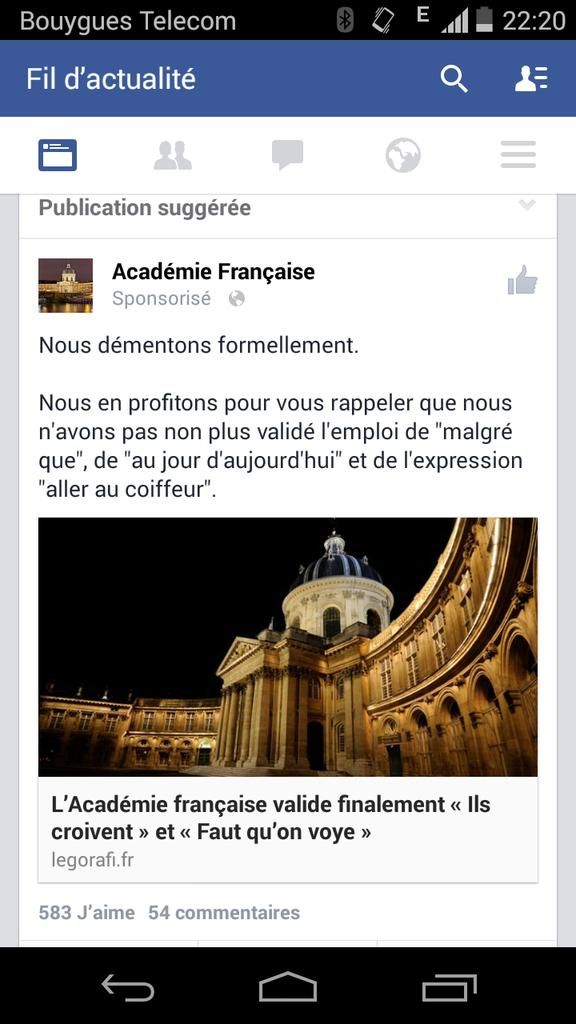 Bouygues Telecom E 22:20
Fil d’actualité
Publication suggérée
Académie Française
Sponsorisé
Nous démentons formellement.
Nous en profitons pour vous rappeler que nous
n'avons pas non plus validé l'emploi de "malgré
que", de "au jour d'aujourd'hui" et de l'expression
"aller au coiffeur".
L’Académie française valide finalement « Ils
croivent » et « Faut qu’on voye »
legorafi.fr
583 J’aime 54 commentaires